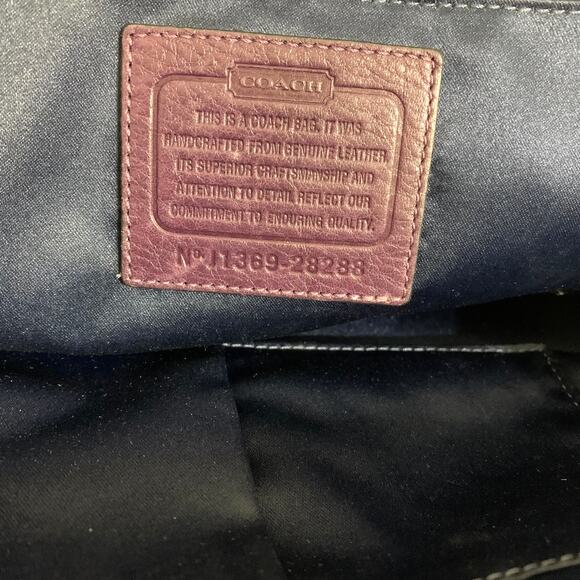 COACH
THIS IS A COACH BAG. IT WAS
HANDCRAFTED FROM GENUINE LEATHER
ITS SUPERIOR CRAFTSMANSHIP AND
ATTENTION TO DETAIL REFLECT OUR
COMMITMENT TO ENDURING QUALITY.
Nº J1369-28288